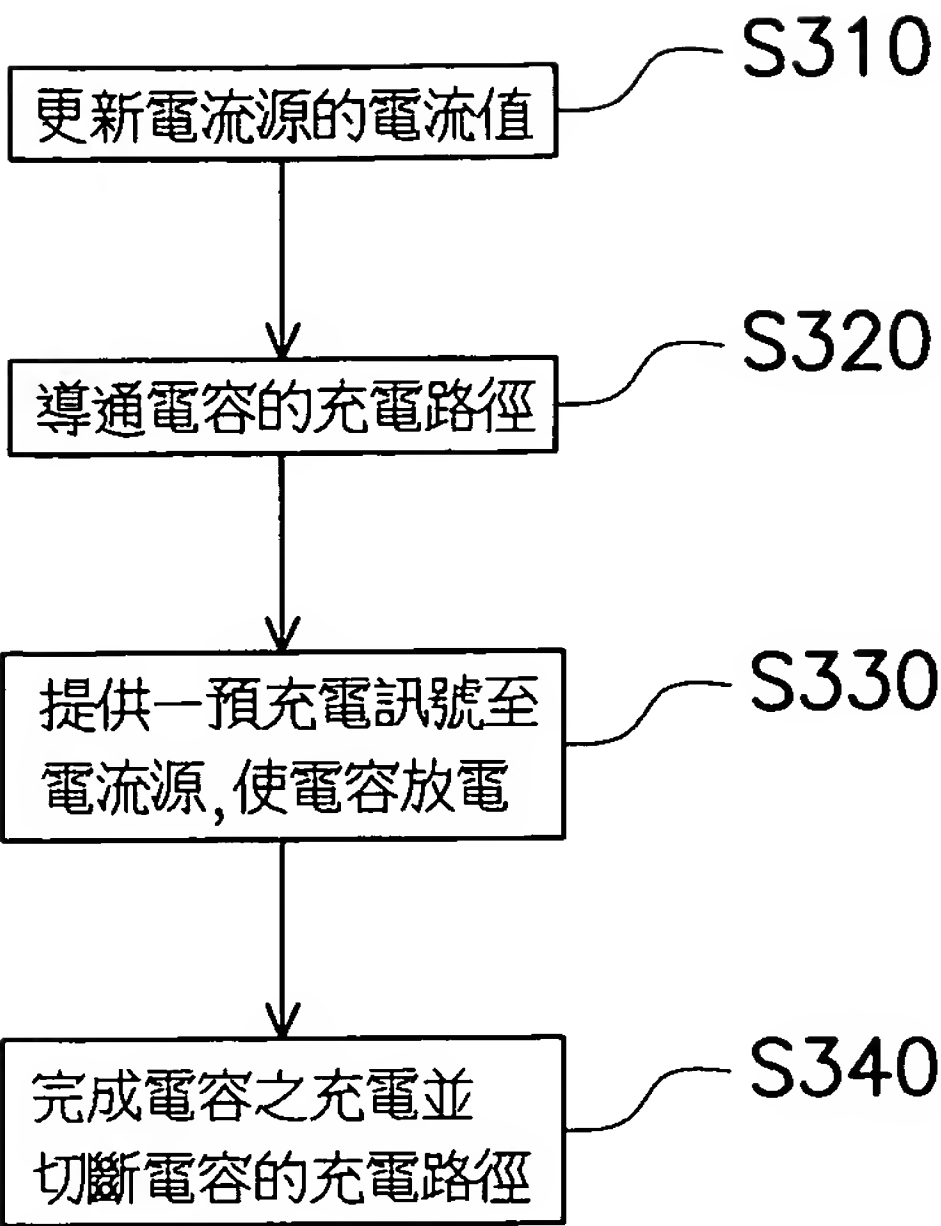 S310
更新電流源的電流值
S320
導通電容的充電路徑
S330
提供一預充電訊號至
電流源,使電容放電
S340
完成電容之充電並
切斷電容的充電路徑